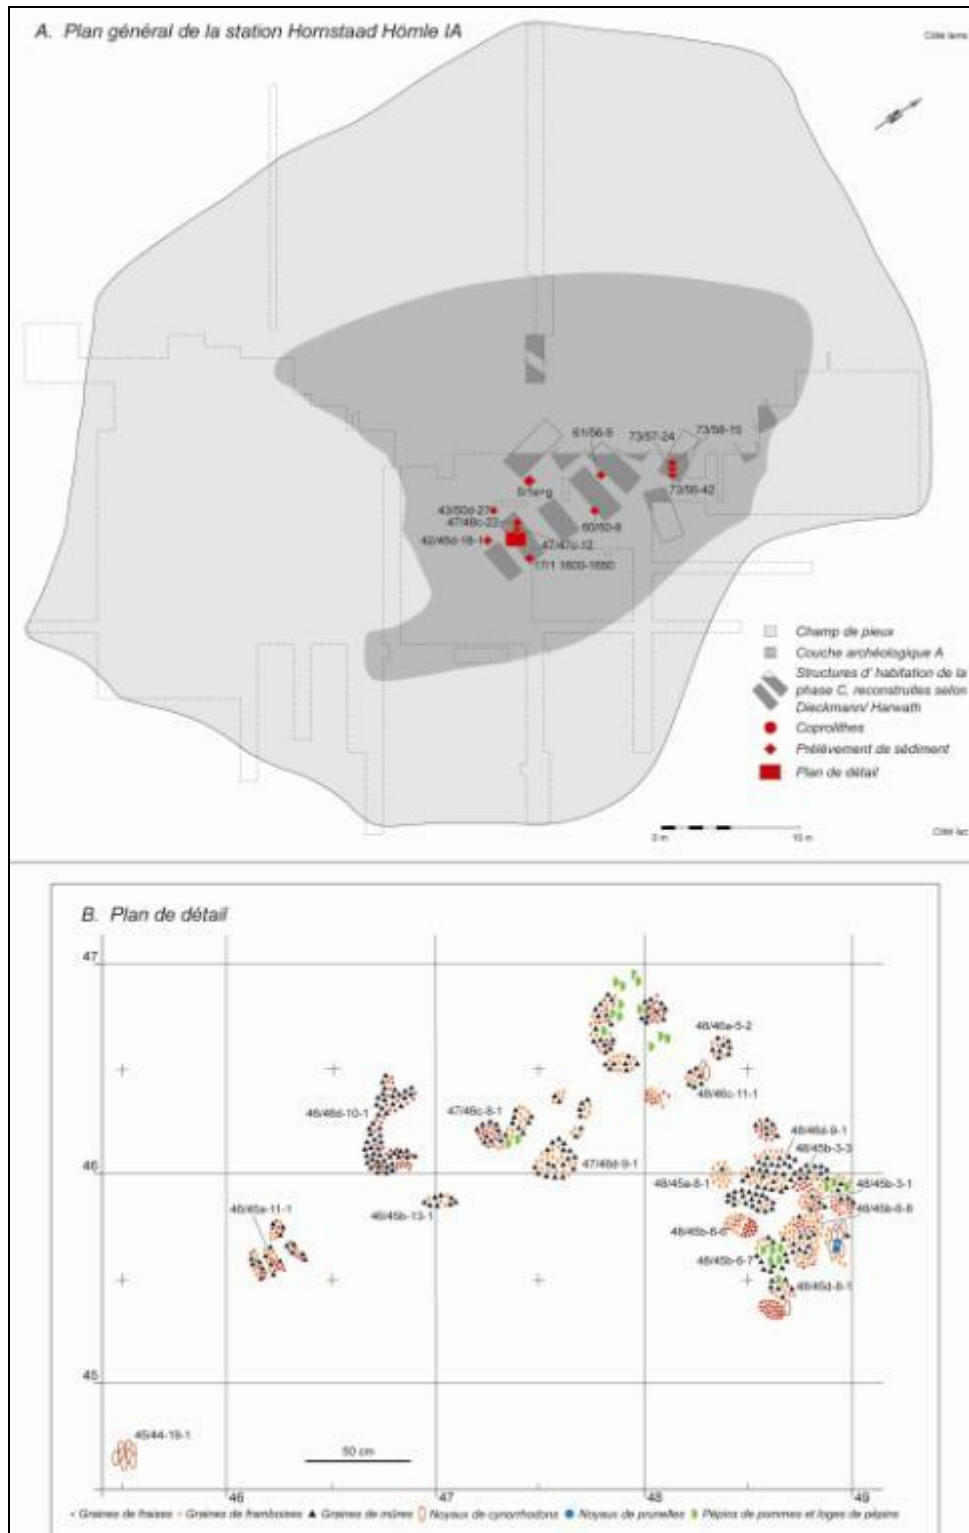 A. Plan général de la station Hornstaad Hörnle IA
Côté terre
61/56-5
73/57-24
73/58-15
73/56-42
43/50d-27
47/48c-22
60/50-8
42/48d-18-1
47/47c-12
17/1 1600-1650
Champ de pieux
Couche archéologique A
Structures d' habitation de la
phase C, reconstruites selon
Dieckmann/ Harwath
Coprolithes
Prélèvement de sédiment
Plan de détail
0 m
10 m
Côté lac
B. Plan de détail
47
48/46a-5-2
48/46c-11-1
46/46d-10-1
47/46c-8-1
48/46d-9-1
48/45b-3-3
46
47/46d-9-1
48/45a-8-1
48/45b-3-1
46/45a-11-1
46/45b-13-1
48/45b-6-8
48/45b-6-6
48/45b-6-7
48/45d-8-1
45
45/44-19-1
50 cm
46
47
48
49
Graines de fraises
Graines de framboises
Graines de mûres
Noyaux de cynorrhodons
Noyaux de prunelles
Pépins de pommes et loges de pépins